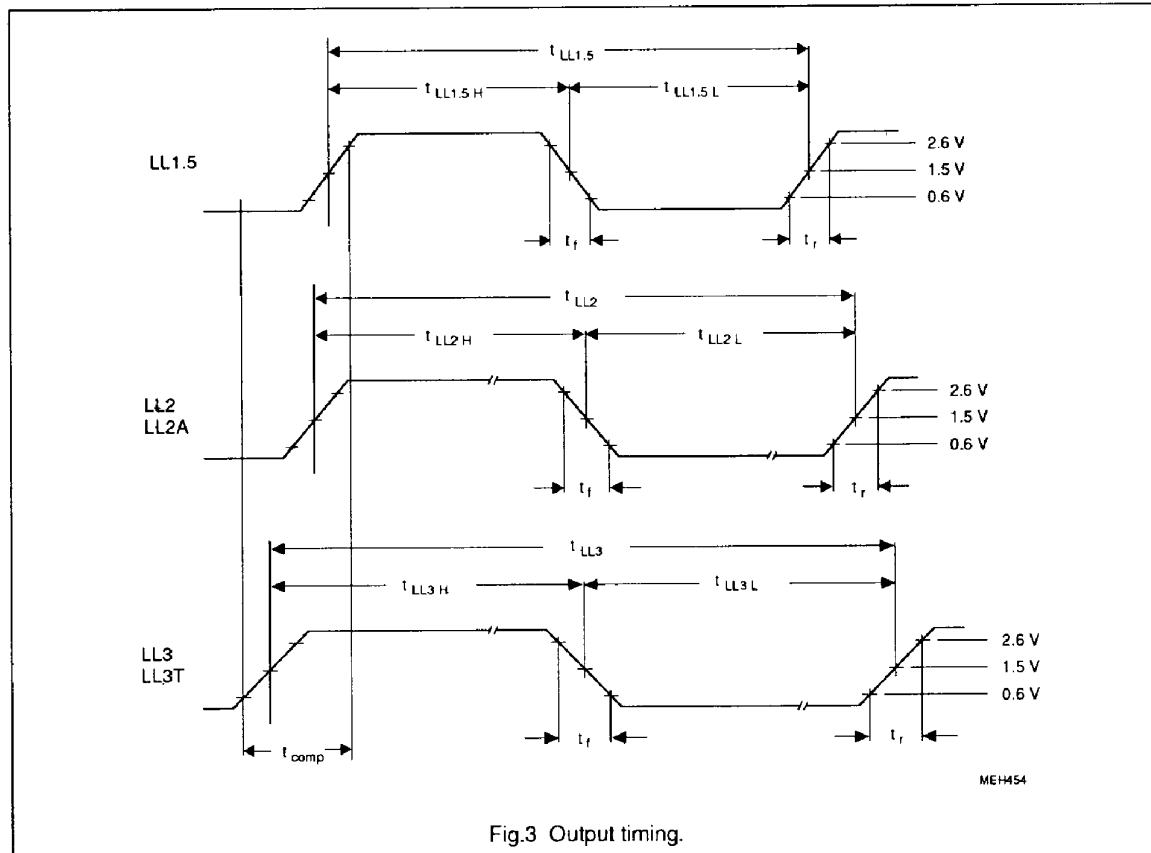 t LL1.5
t LL1.5 H
t LL1.5 L
LL1.5
2.6 V
1.5 V
0.6 V
t f
t r
t LL2
t LL2 H
t LL2 L
LL2
LL2A
2.6 V
1.5 V
0.6 V
t f
t r
t LL3
t LL3 H
t LL3 L
LL3
LL3T
2.6 V
1.5 V
0.6 V
t comp
t f
t r
MEH454
Fig.3 Output timing.